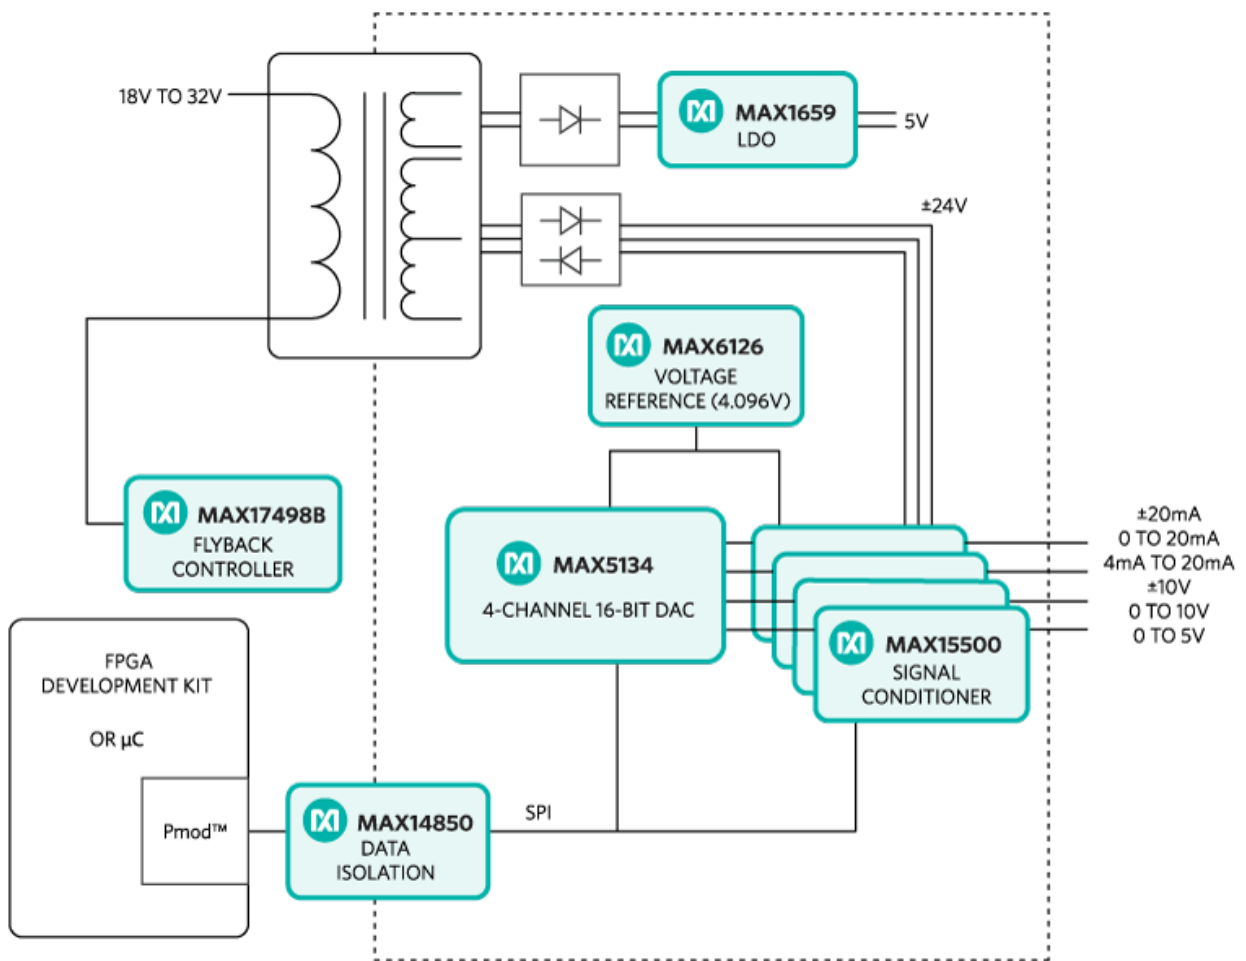 18V TO 32V
MAX1659
LDO
5V
±24V
MAX6126
VOLTAGE
REFERENCE (4.096V)
MAX17498B
FLYBACK
CONTROLLER
MAX5134
4-CHANNEL 16-BIT DAC
±20mA
0 TO 20mA
4mA TO 20mA
±10V
0 TO 10V
0 TO 5V
MAX15500
SIGNAL
CONDITIONER
FPGA
DEVELOPMENT KIT
OR µC
Pmod™
MAX14850
DATA
ISOLATION
SPI